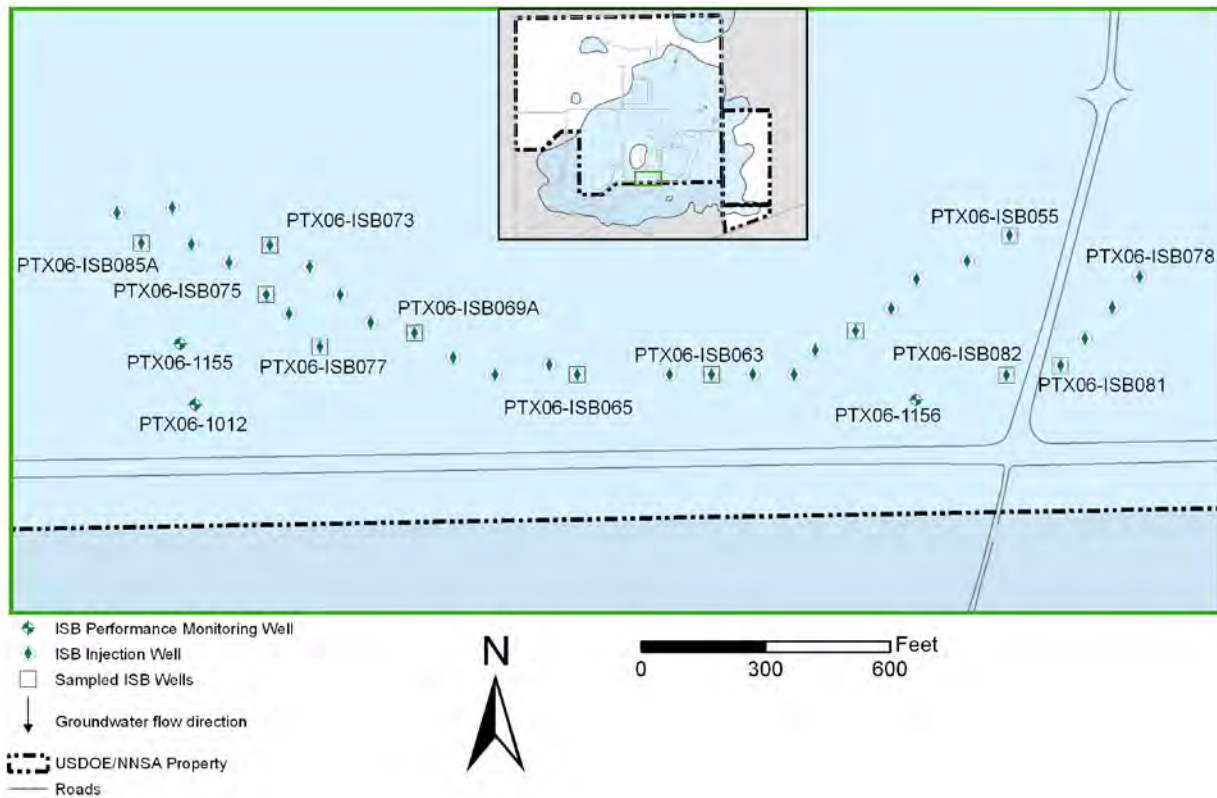 PTX06-ISB073
PTX06-ISB055
PTX06-ISB085A
PTX06-ISB078
PTX06-ISB075
PTX06-ISB069A
PTX06-1155
PTX06-ISB077
PTX06-ISB063
PTX06-ISB082
PTX06-ISB081
PTX06-ISB065
PTX06-1156
PTX06-1012
ISB Performance Monitoring Well
ISB Injection Well
Sampled ISB Wells
Groundwater flow direction
USDOE/NNSA Property
Roads
N
Feet
0 300 600